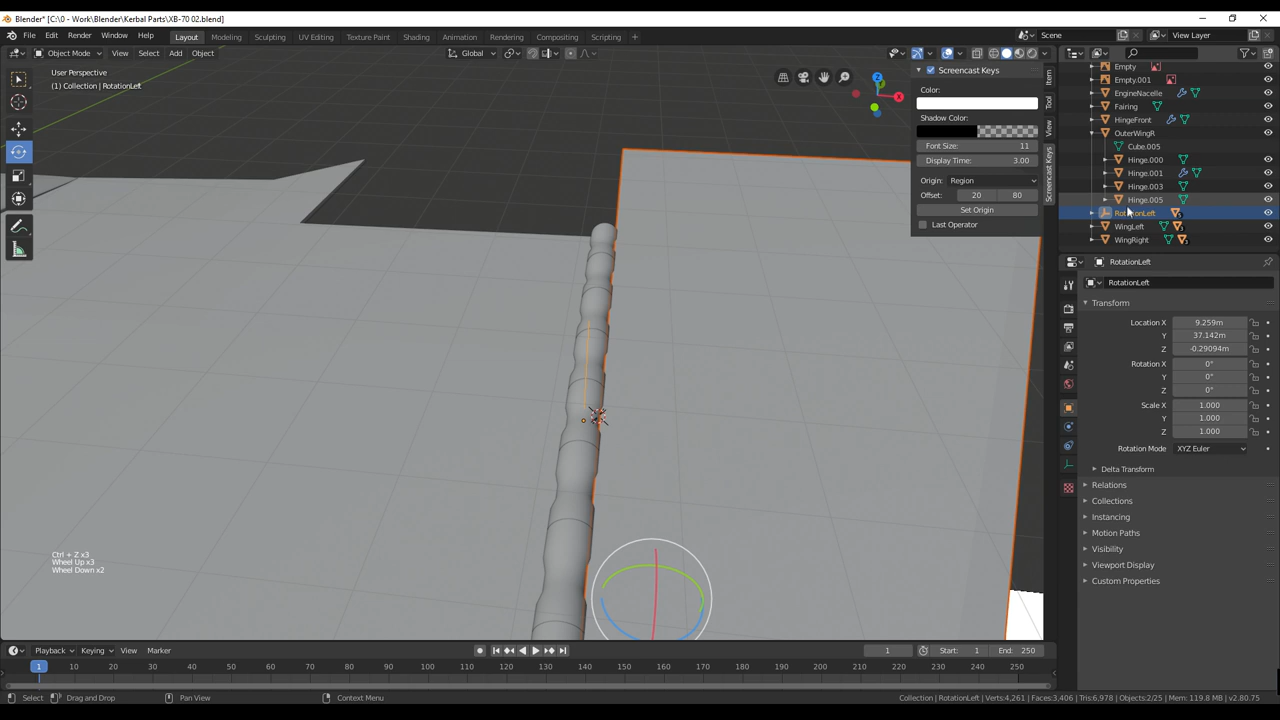 Blender* [C:\0 - Work\Blender\Kerbal Parts\XB-70 02.blend]
File Edit Render Window Help Layout Modeling Sculpting UV Editing Texture Paint Shading Animation Rendering Compositing Scripting Scene View Layer
Object Mode View Select Add Object Global
User Perspective
(1) Collection | RotationLeft
Z
X
Screencast Keys
Color:
Shadow Color:
Font Size: 11
Display Time: 3.00
Origin: Region
Offset: 20 80
Set Origin
Last Operator
Item
Tool
View
Screencast Keys
Empty
Empty.001
EngineNacelle
Fairing
HingeFront
OuterWingR
Cube.005
Hinge.000
Hinge.001
Hinge.003
Hinge.005
RotationLeft
WingLeft
WingRight
RotationLeft
RotationLeft
Transform
Location X 9.259m
Y 37.142m
Z -0.29094m
Rotation X 0°
Y 0°
Z 0°
Scale X 1.000
Y 1.000
Z 1.000
Rotation Mode XYZ Euler
Delta Transform
Relations
Collections
Instancing
Motion Paths
Visibility
Viewport Display
Custom Properties
Ctrl + Z x3
Wheel Up x3
Wheel Down x2
Playback Keying View Marker 1 Start: 1 End: 250
1 10 20 30 40 50 60 70 80 90 100 110 120 130 140 150 160 170 180 190 200 210 220 230 240 250
Select Drag and Drop Pan View Context Menu Collection | RotationLeft | Verts:4,261 | Faces:3,406 | Tris:6,978 | Objects:2/25 | Mem: 119.8 MB | v2.80.75